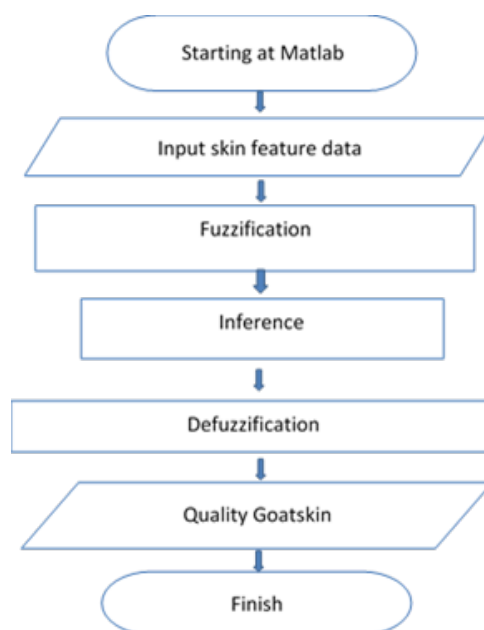 Starting at Matlab
Input skin feature data
Fuzzification
Inference
Defuzzification
Quality Goatskin
Finish